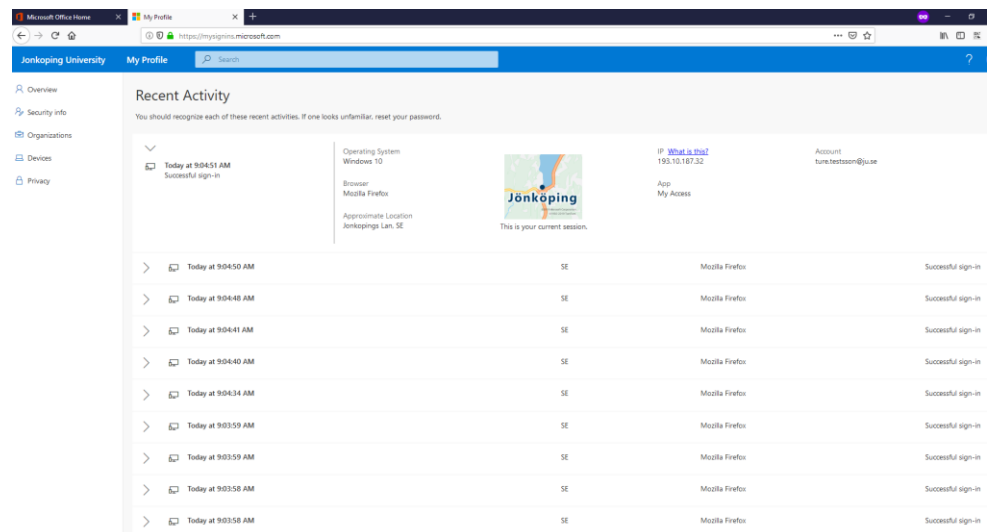 Microsoft Office Home
My Profile
https://mysignins.microsoft.com
Jonkoping University
My Profile
Search
?
Overview
Security info
Organizations
Devices
Privacy
Recent Activity
You should recognize each of these recent activities. If one looks unfamiliar, reset your password.
Today at 9:04:51 AM
Successful sign-in
Operating System
Windows 10
Browser
Mozilla Firefox
Approximate Location
Jonkopings Lan, SE
Jönköping
This is your current session.
IP What is this?
193.10.187.32
App
My Access
Account
ture.testsson@ju.se
Today at 9:04:50 AM SE Mozilla Firefox Successful sign-in
Today at 9:04:48 AM SE Mozilla Firefox Successful sign-in
Today at 9:04:41 AM SE Mozilla Firefox Successful sign-in
Today at 9:04:40 AM SE Mozilla Firefox Successful sign-in
Today at 9:04:34 AM SE Mozilla Firefox Successful sign-in
Today at 9:03:59 AM SE Mozilla Firefox Successful sign-in
Today at 9:03:59 AM SE Mozilla Firefox Successful sign-in
Today at 9:03:58 AM SE Mozilla Firefox Successful sign-in
Today at 9:03:58 AM SE Mozilla Firefox Successful sign-in